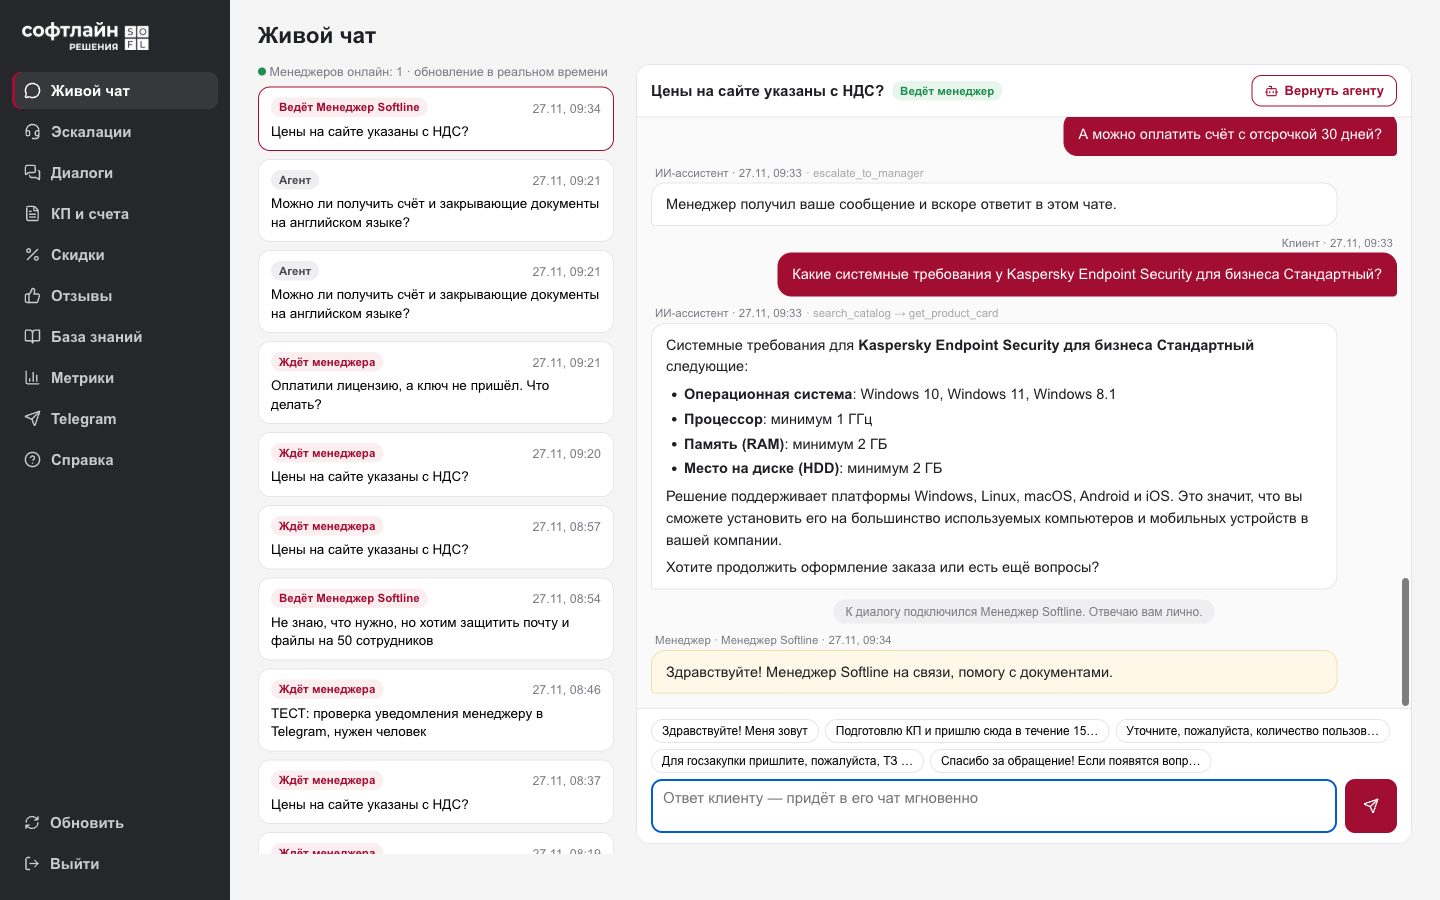 софтлайн
SO
FL
РЕШЕНИЯ
Живой чат
Эскалации
Диалоги
КП и счета
Скидки
Отзывы
База знаний
Метрики
Telegram
Справка
Обновить
Выйти
Живой чат
Менеджеров онлайн: 1 · обновление в реальном времени
Ведёт Менеджер Softline 27.11, 09:34
Цены на сайте указаны с НДС?
Агент 27.11, 09:21
Можно ли получить счёт и закрывающие документы
на английском языке?
Агент 27.11, 09:21
Можно ли получить счёт и закрывающие документы
на английском языке?
Ждёт менеджера 27.11, 09:21
Оплатили лицензию, а ключ не пришёл. Что
делать?
Ждёт менеджера 27.11, 09:20
Цены на сайте указаны с НДС?
Ждёт менеджера 27.11, 08:57
Цены на сайте указаны с НДС?
Ведёт Менеджер Softline 27.11, 08:54
Не знаю, что нужно, но хотим защитить почту и
файлы на 50 сотрудников
Ждёт менеджера 27.11, 08:46
ТЕСТ: проверка уведомления менеджеру в
Telegram, нужен человек
Ждёт менеджера 27.11, 08:37
Цены на сайте указаны с НДС?
Ждёт менеджера 27.11, 08:19
Цены на сайте указаны с НДС? Ведёт менеджер
Вернуть агенту
А можно оплатить счёт с отсрочкой 30 дней?
ИИ-ассистент · 27.11, 09:33 · escalate_to_manager
Менеджер получил ваше сообщение и вскоре ответит в этом чате.
Клиент · 27.11, 09:33
Какие системные требования у Kaspersky Endpoint Security для бизнеса Стандартный?
ИИ-ассистент · 27.11, 09:33 · search_catalog → get_product_card
Системные требования для Kaspersky Endpoint Security для бизнеса Стандартный
следующие:
• Операционная система: Windows 10, Windows 11, Windows 8.1
• Процессор: минимум 1 ГГц
• Память (RAM): минимум 2 ГБ
• Место на диске (HDD): минимум 2 ГБ
Решение поддерживает платформы Windows, Linux, macOS, Android и iOS. Это значит, что вы
сможете установить его на большинство используемых компьютеров и мобильных устройств в
вашей компании.
Хотите продолжить оформление заказа или есть ещё вопросы?
К диалогу подключился Менеджер Softline. Отвечаю вам лично.
Менеджер · Менеджер Softline · 27.11, 09:34
Здравствуйте! Менеджер Softline на связи, помогу с документами.
Здравствуйте! Меня зовут
Подготовлю КП и пришлю сюда в течение 15...
Уточните, пожалуйста, количество пользов...
Для госзакупки пришлите, пожалуйста, ТЗ ...
Спасибо за обращение! Если появятся вопр...
Ответ клиенту — придёт в его чат мгновенно